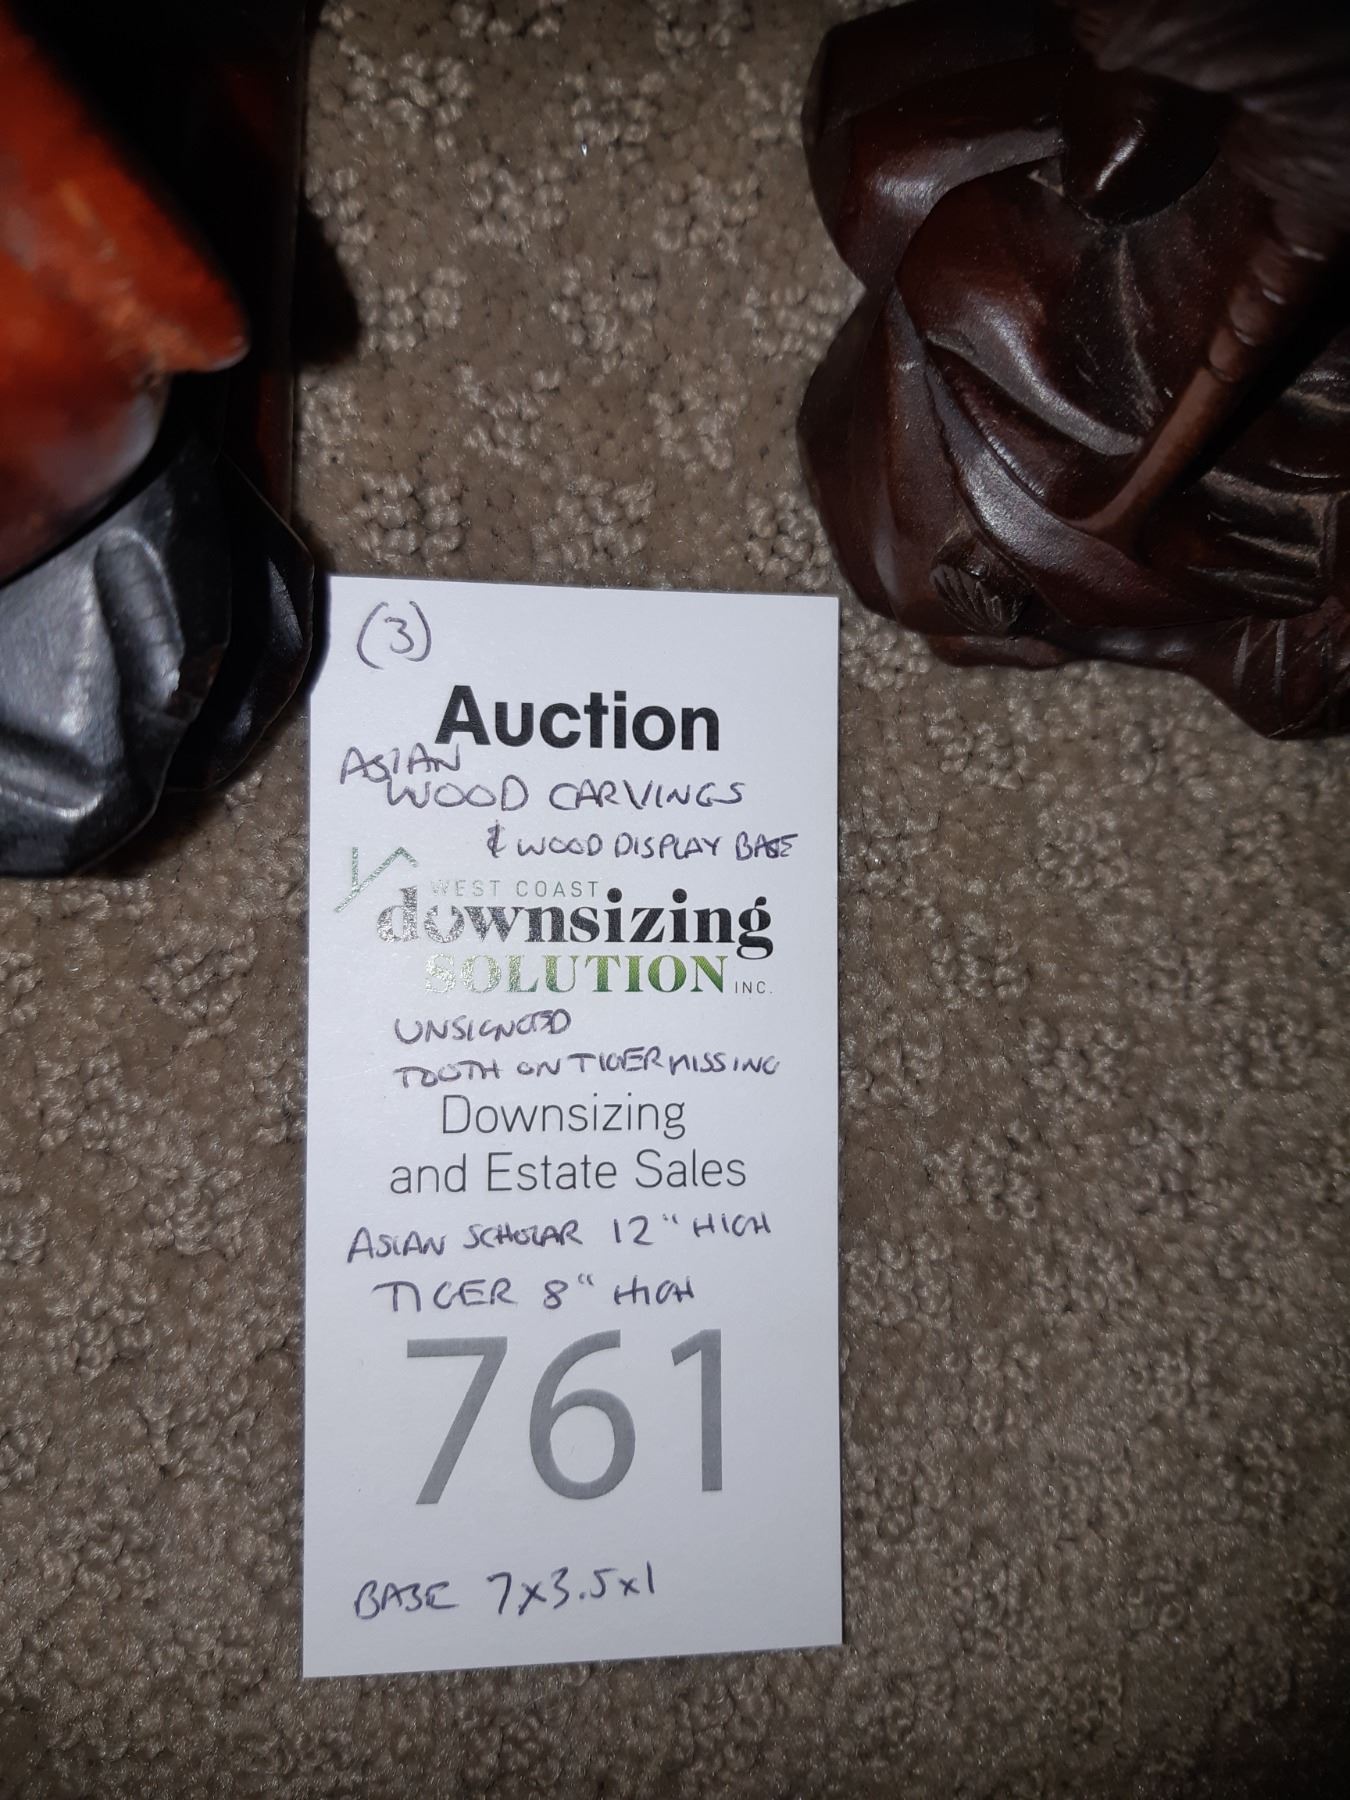 (3)
Auction
ASIAN
WOOD CARVINGS
& WOOD DISPLAY BASE
WEST COAST
downsizing
SOLUTION INC.
UNSIGNED
TOOTH ON TIGER MISSING
Downsizing
and Estate Sales
ASIAN SCHOLAR 12" HIGH
TIGER 8" HIGH
761
BASE 7x3.5x1